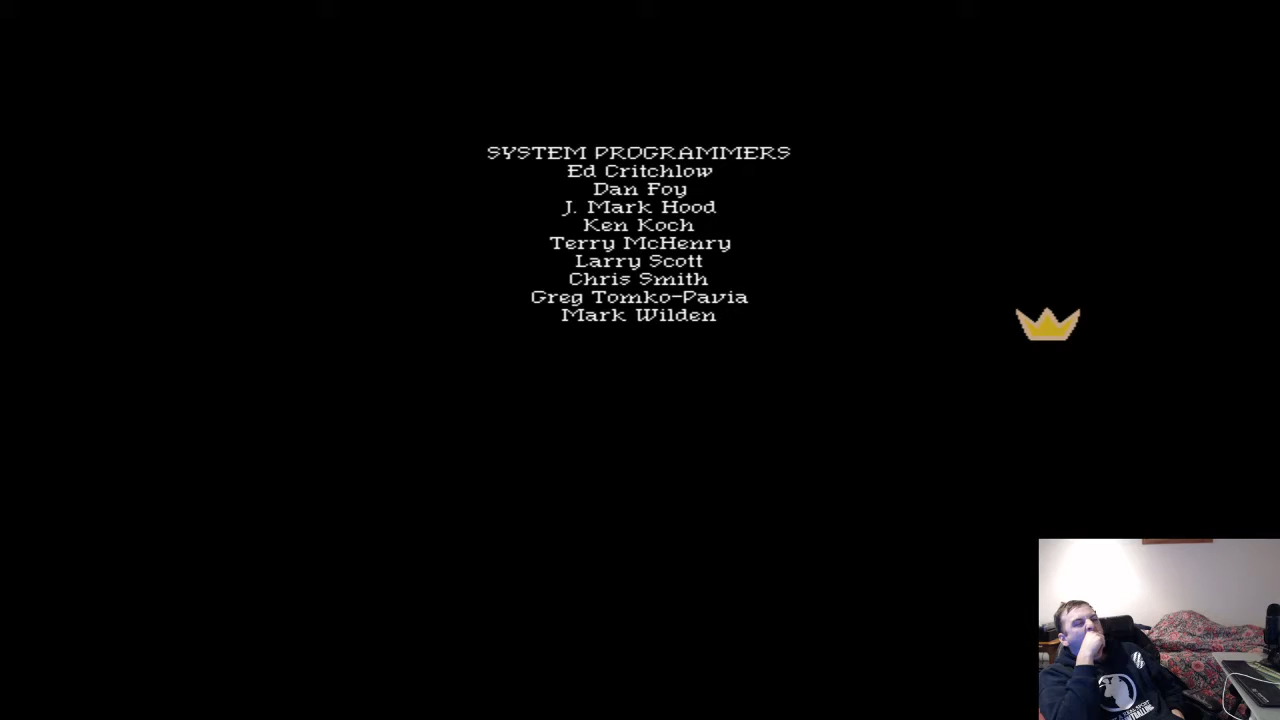 SYSTEM PROGRAMMERS
Ed Critchlow
Dan Foy
J. Mark Hood
Ken Koch
Terry McHenry
Larry Scott
Chris Smith
Greg Tomko-Pavia
Mark Wilden